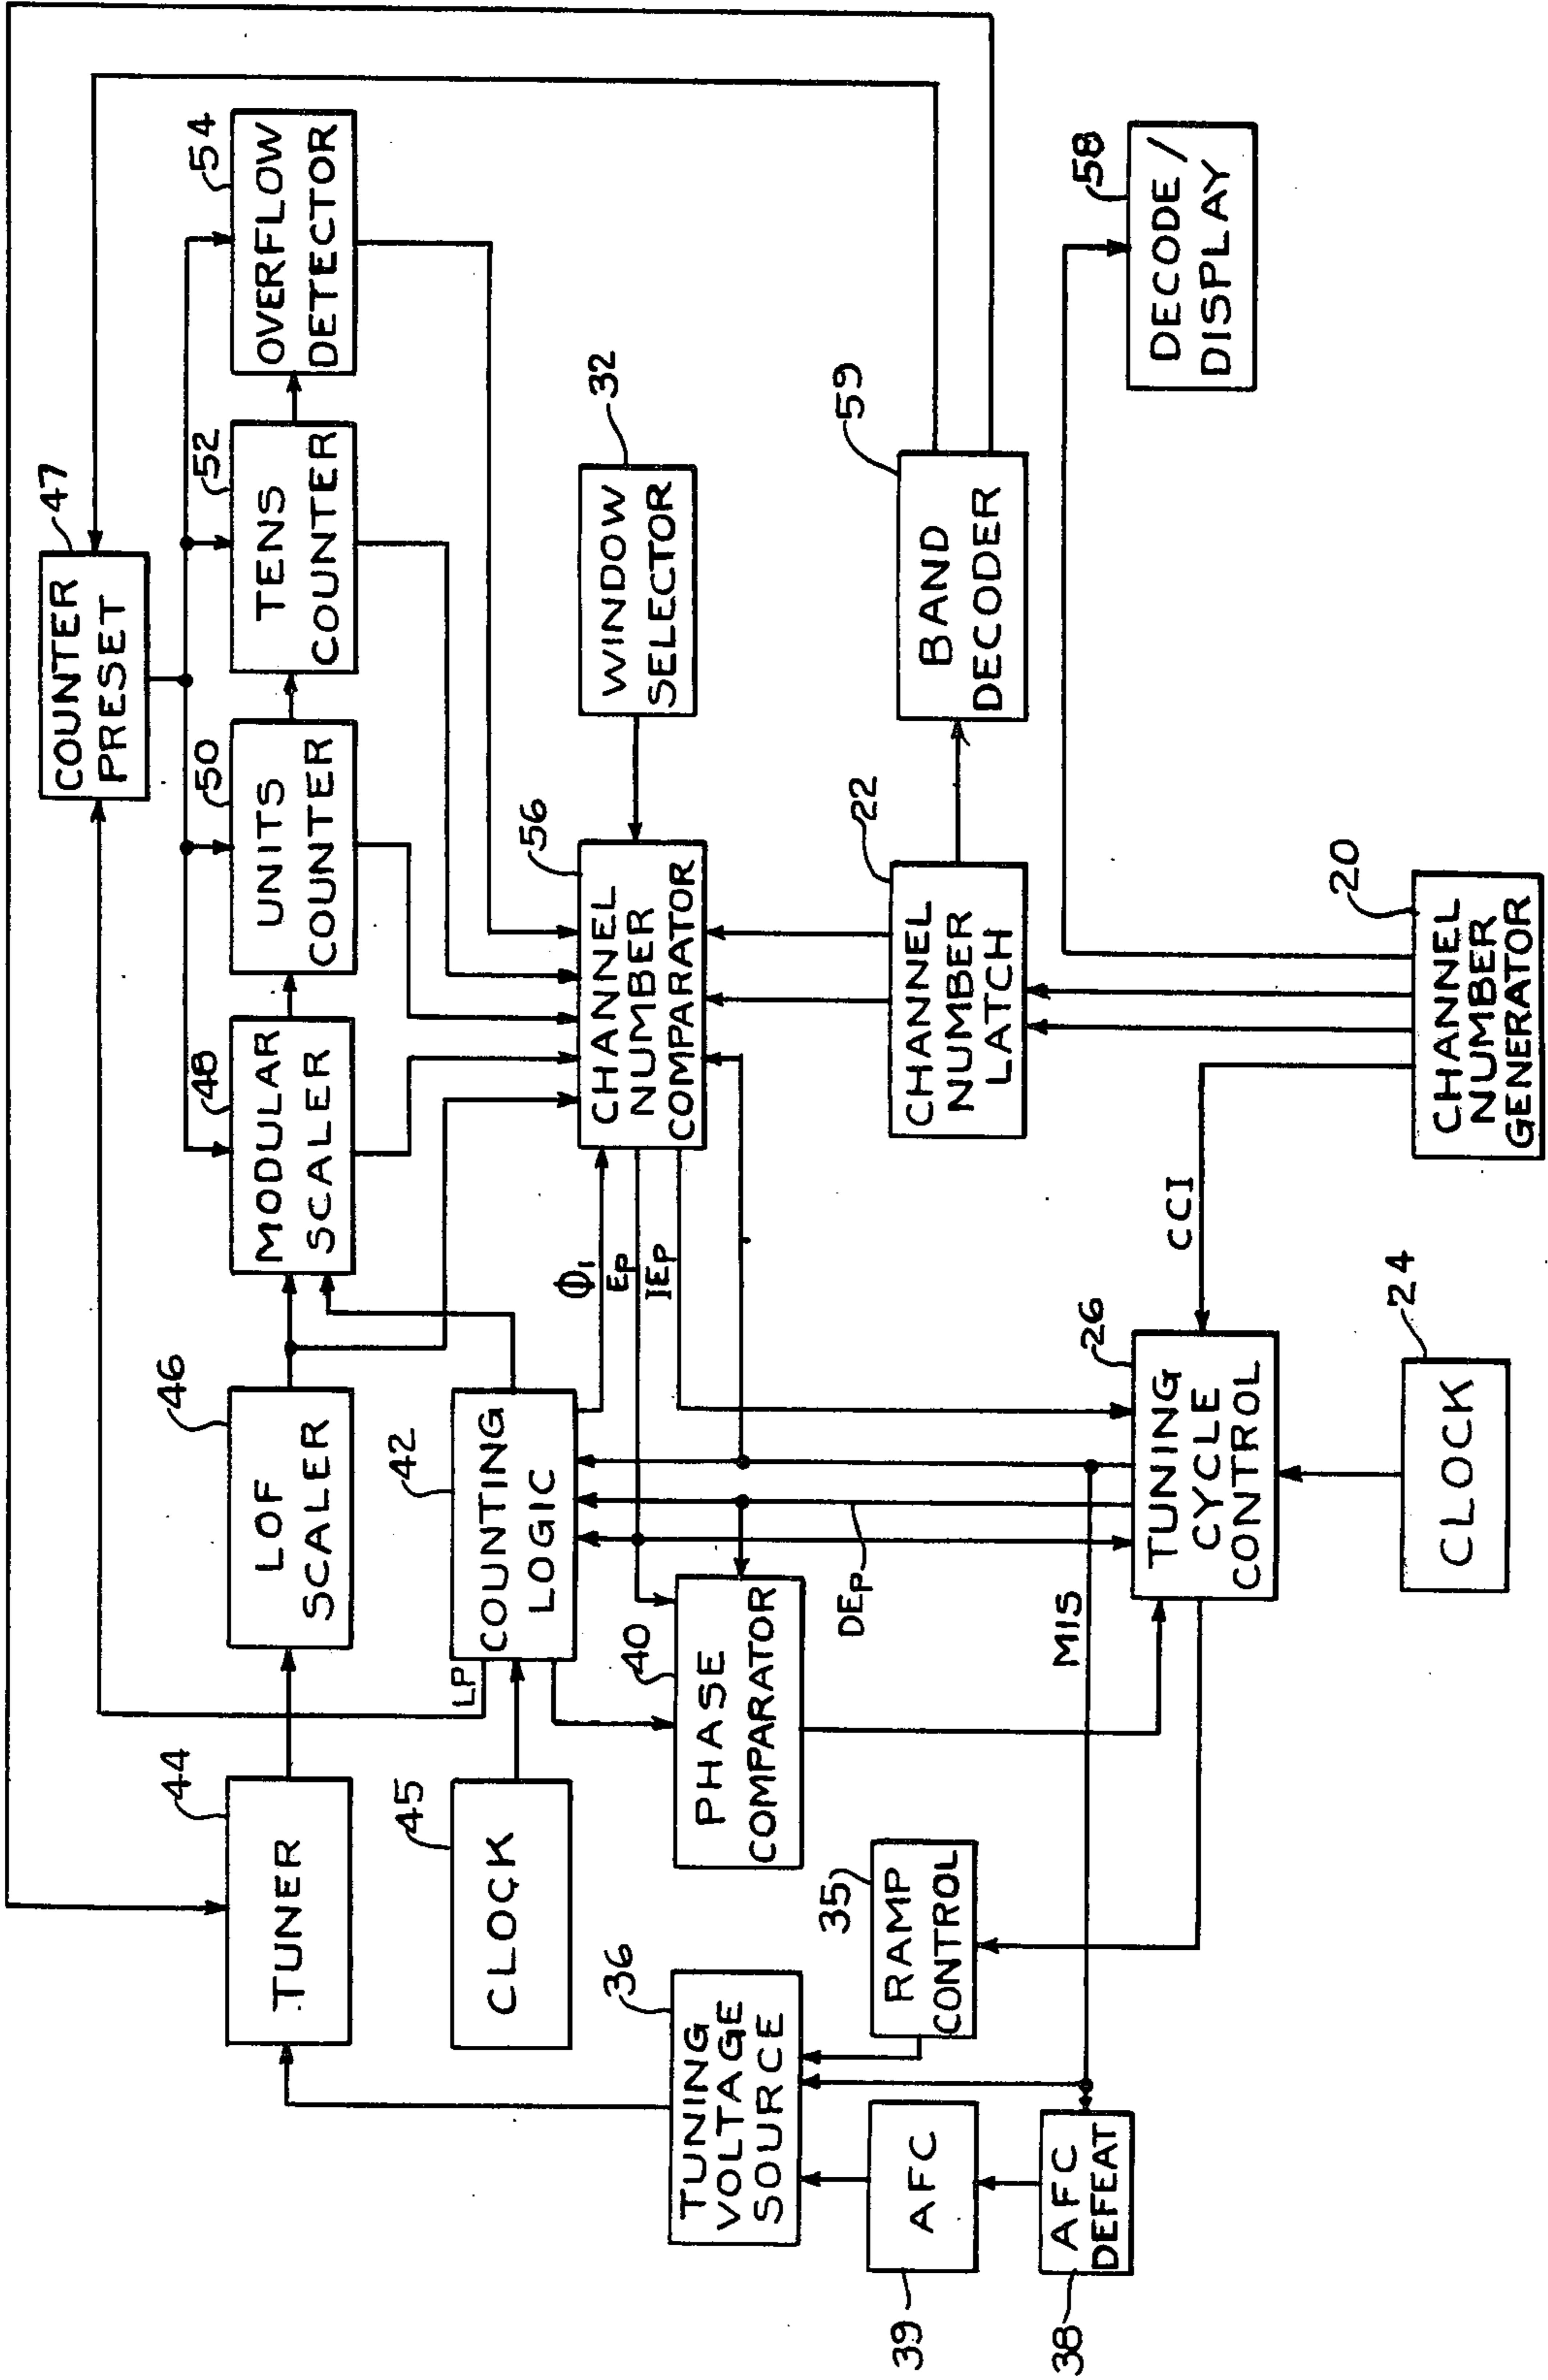 47
COUNTER
PRESET
44
TUNER
46
LOF
SCALER
48
MODULAR
SCALER
50
UNITS
COUNTER
52
TENS
COUNTER
54
OVERFLOW
DETECTOR
45
CLOCK
LP
42
COUNTING
LOGIC
Φ1
EP
IEP
56
CHANNEL
NUMBER
COMPARATOR
32
WINDOW
SELECTOR
36
TUNING
VOLTAGE
SOURCE
40
PHASE
COMPARATOR
39
AFC
35
RAMP
CONTROL
DEP
22
CHANNEL
NUMBER
LATCH
59
BAND
DECODER
38
AFC
DEFEAT
MIS
26
TUNING
CYCLE
CONTROL
CCI
58
DECODE/
DISPLAY
24
CLOCK
20
CHANNEL
NUMBER
GENERATOR